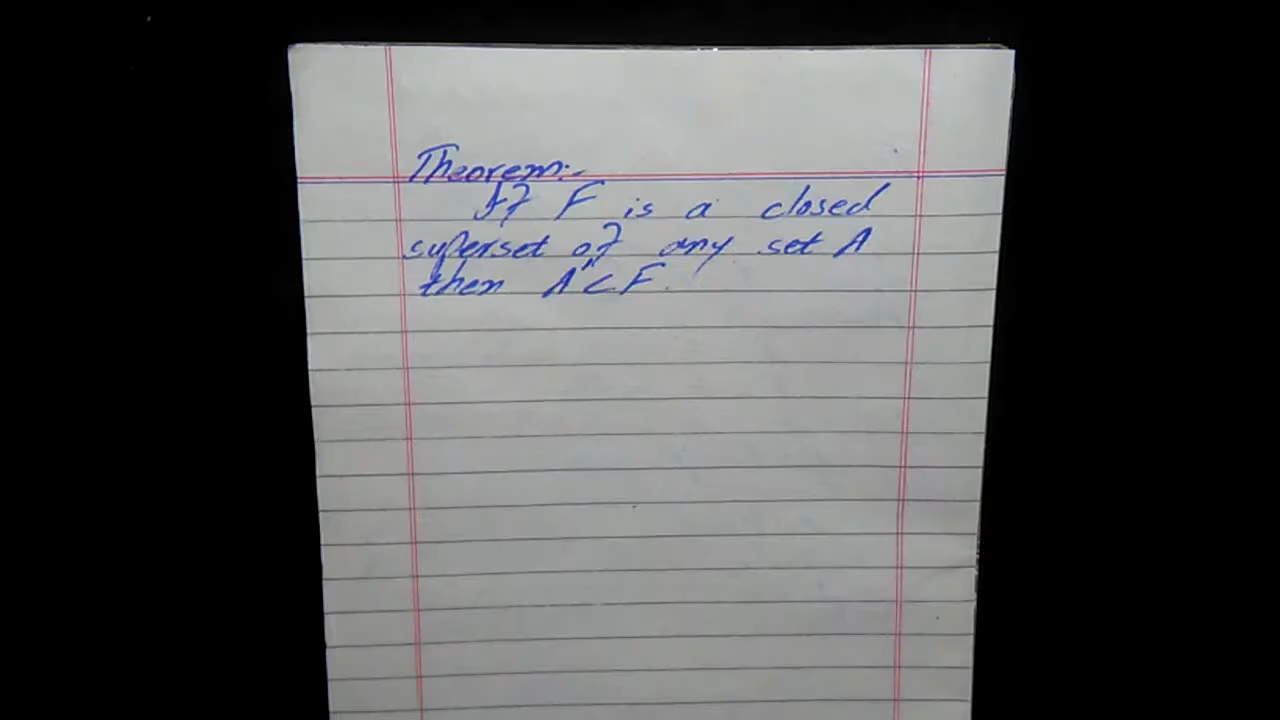 Theorem:-
If F is a closed
superset of any set A
then A" ⊂ F.